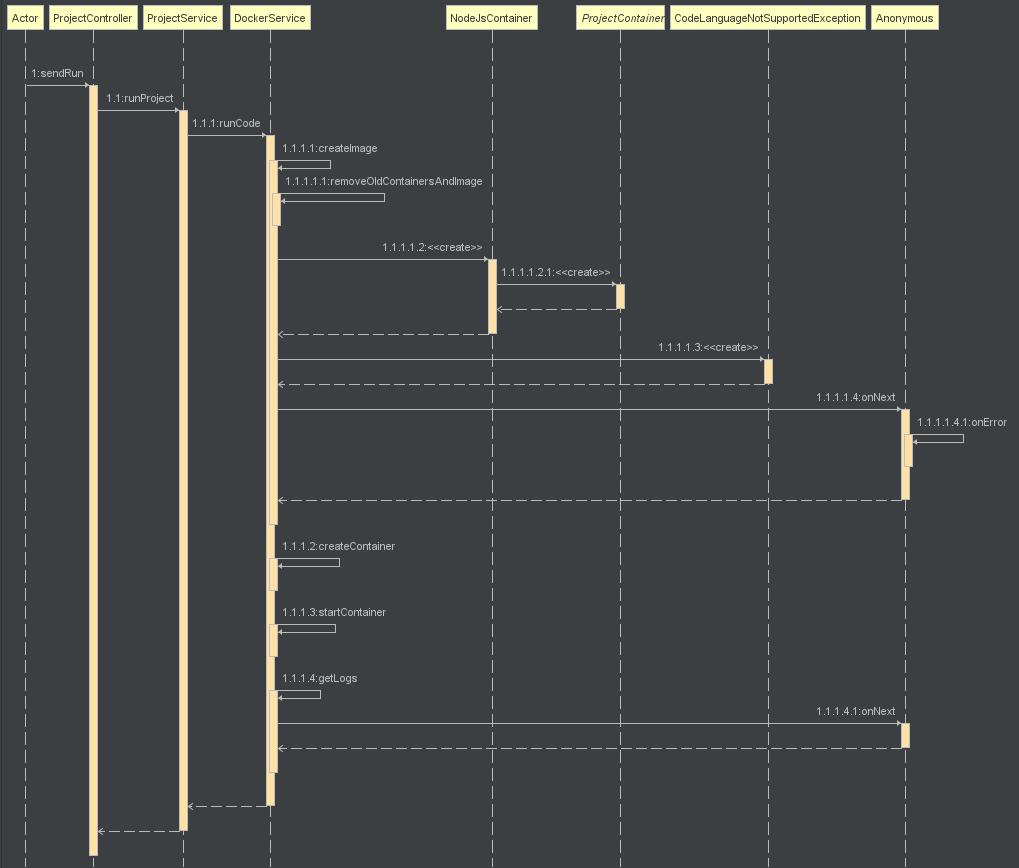 Actor ProjectController ProjectService DockerService NodeJsContainer ProjectContainer CodeLanguageNotSupportedException Anonymous
1:sendRun
1.1:runProject
1.1.1:runCode
1.1.1.1:createImage
1.1.1.1.1:removeOldContainersAndImage
1.1.1.1.2:<<create>>
1.1.1.1.2.1:<<create>>
1.1.1.1.3:<<create>>
1.1.1.1.4:onNext
1.1.1.1.4.1:onError
1.1.1.2:createContainer
1.1.1.3:startContainer
1.1.1.4:getLogs
1.1.1.4.1:onNext